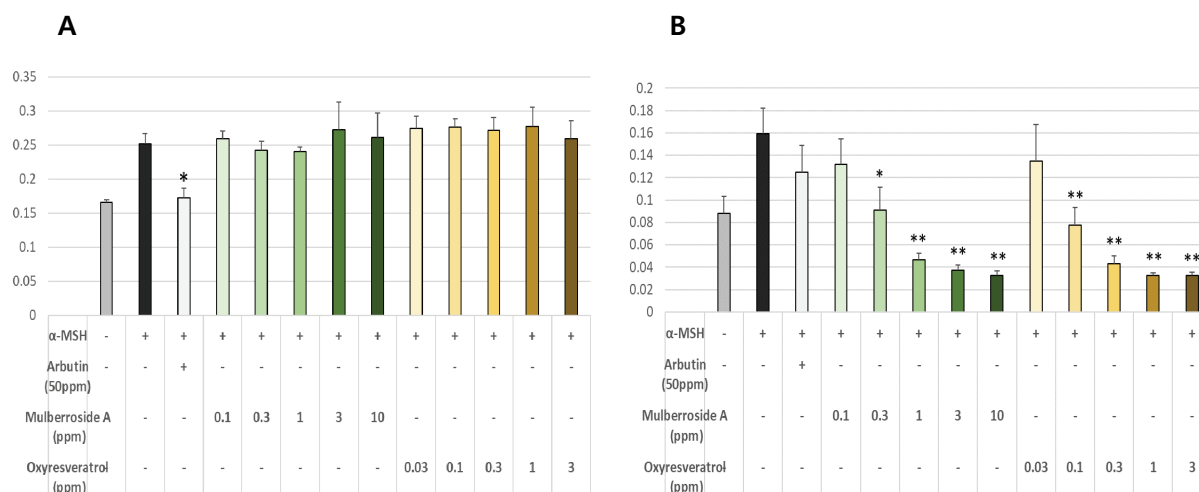 A
0.35
0.3
0.25
0.2
0.15
0.1
0.05
0
*
α-MSH - + + + + + + + + + + + +
Arbutin - - + - - - - - - - - - -
(50ppm)
Mulberroside A - - - 0.1 0.3 1 3 10 - - - - -
(ppm)
Oxyresveratrol - - - - - - - - 0.03 0.1 0.3 1 3
(ppm)
B
0.2
0.18
0.16
0.14
0.12
0.1
0.08
0.06
0.04
0.02
0
* ** ** ** ** ** ** **
α-MSH - + + + + + + + + + + + +
Arbutin - - + - - - - - - - - - -
(50ppm)
Mulberroside A - - - 0.1 0.3 1 3 10 - - - - -
(ppm)
Oxyresveratrol - - - - - - - - 0.03 0.1 0.3 1 3
(ppm)